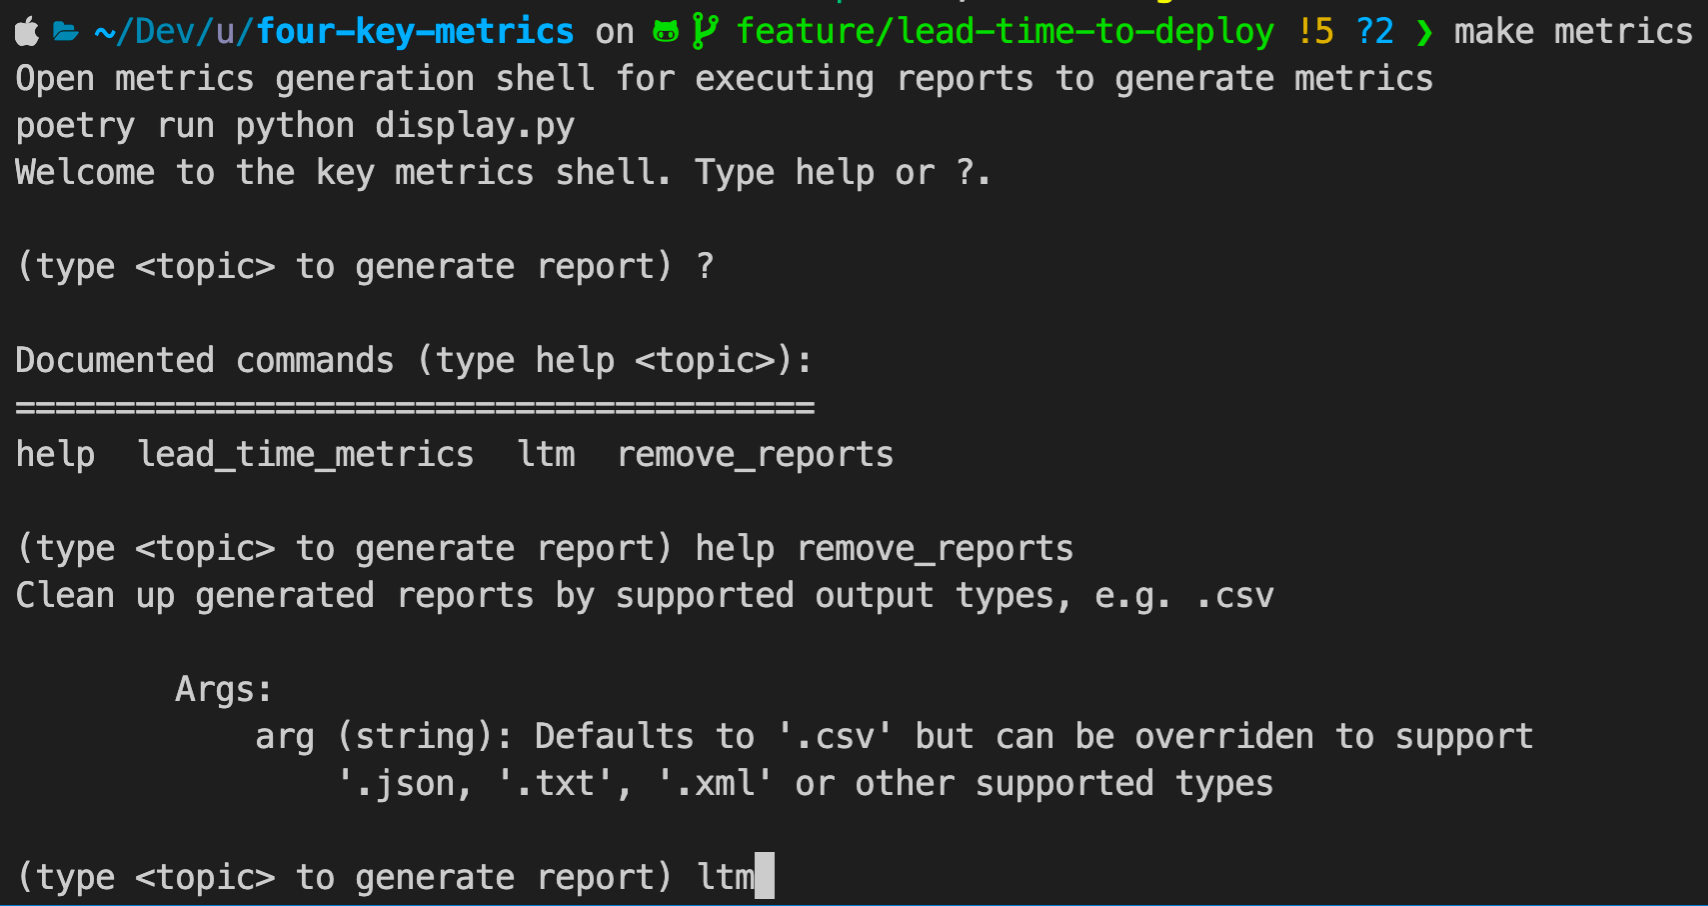 ~/Dev/u/four-key-metrics on feature/lead-time-to-deploy !5 ?2 ❯ make metrics
Open metrics generation shell for executing reports to generate metrics
poetry run python display.py
Welcome to the key metrics shell. Type help or ?.
(type <topic> to generate report) ?
Documented commands (type help <topic>):
========================================
help  lead_time_metrics  ltm  remove_reports
(type <topic> to generate report) help remove_reports
Clean up generated reports by supported output types, e.g. .csv
Args:
arg (string): Defaults to '.csv' but can be overriden to support
'.json, '.txt', '.xml' or other supported types
(type <topic> to generate report) ltm